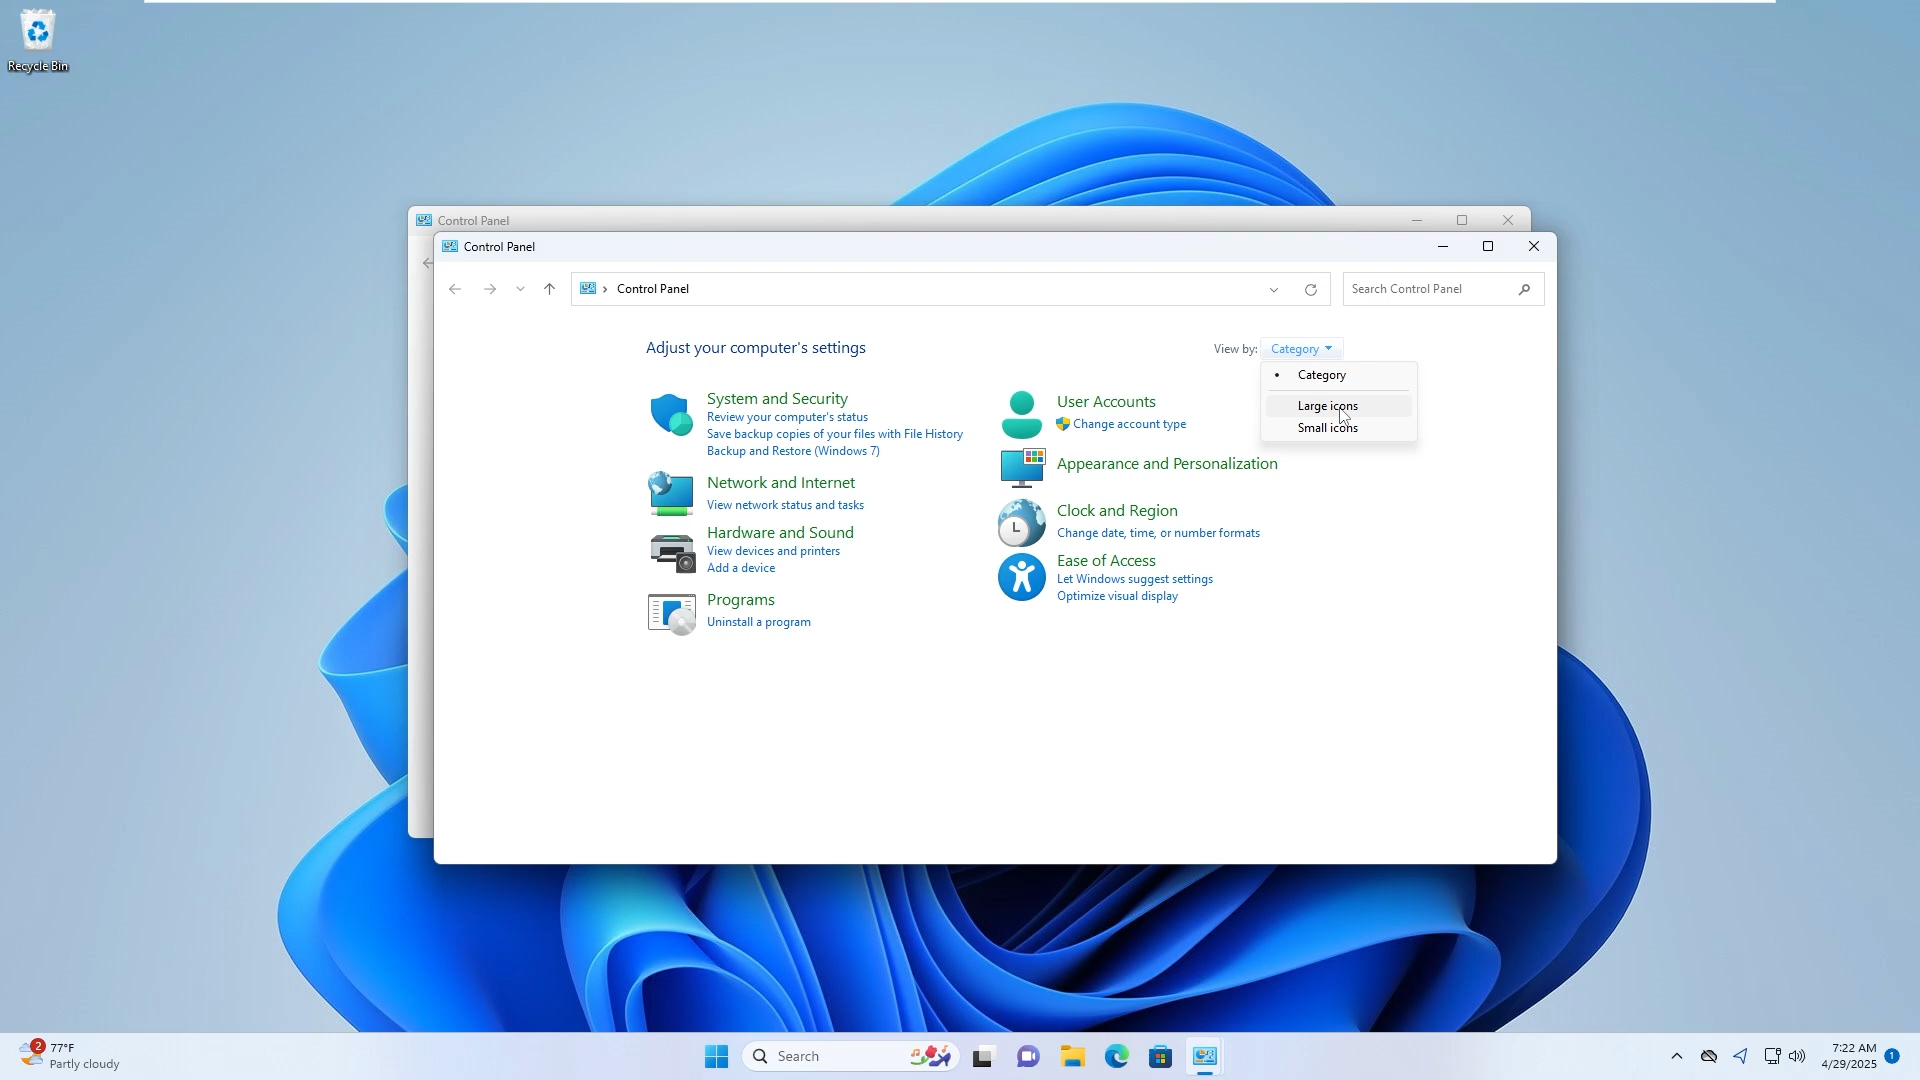 Recycle Bin
Control Panel
Control Panel
Control Panel
Search Control Panel
Adjust your computer's settings
View by: Category
Category
Large icons
Small icons
System and Security
Review your computer's status
Save backup copies of your files with File History
Backup and Restore (Windows 7)
Network and Internet
View network status and tasks
Hardware and Sound
View devices and printers
Add a device
Programs
Uninstall a program
User Accounts
Change account type
Appearance and Personalization
Clock and Region
Change date, time, or number formats
Ease of Access
Let Windows suggest settings
Optimize visual display
2
77°F
Partly cloudy
Search
7:22 AM
4/29/2025
1